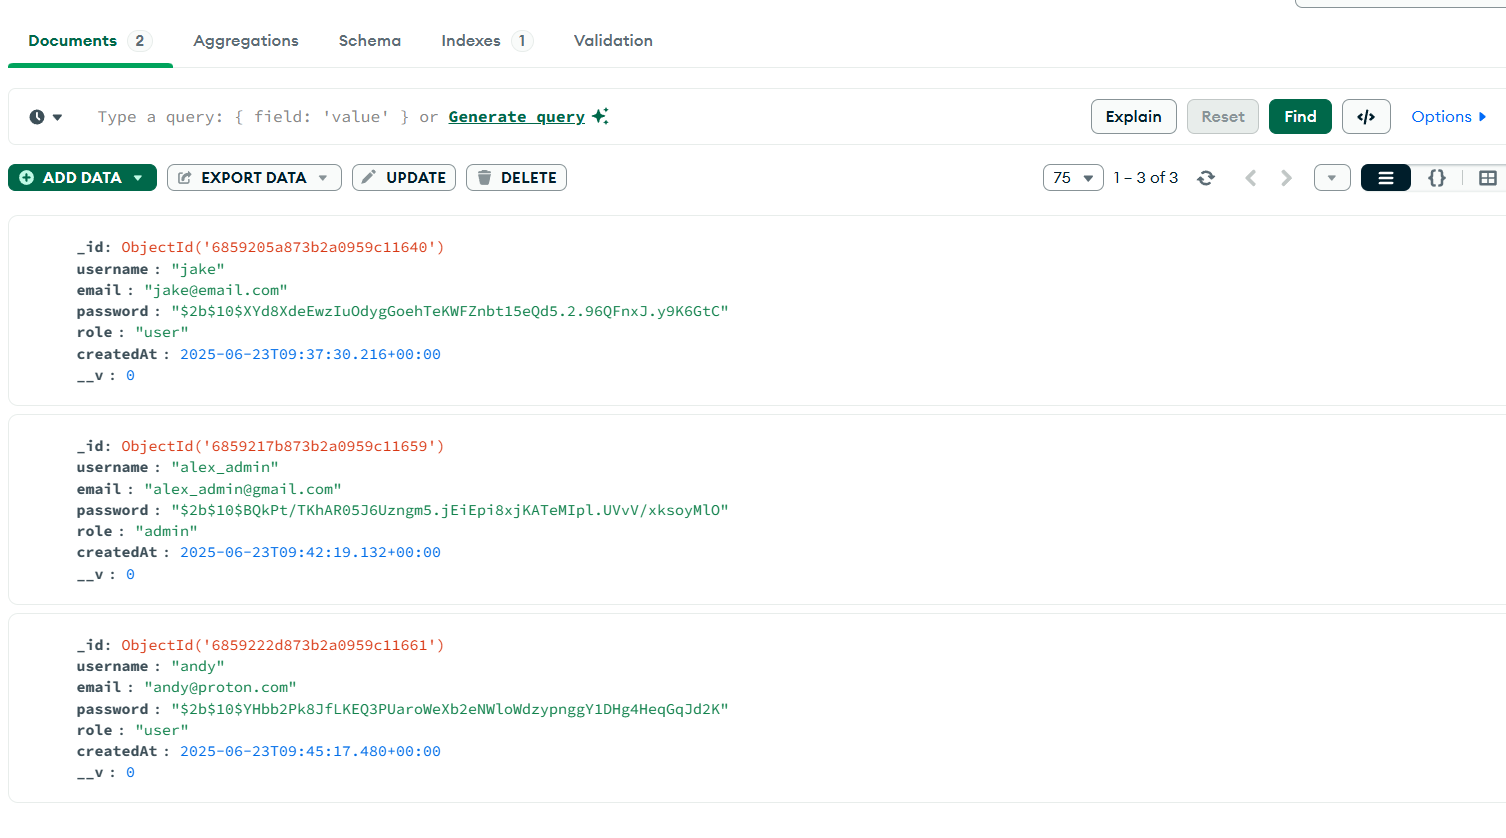 Documents 2 Aggregations Schema Indexes 1 Validation
Type a query: { field: 'value' } or Generate query Explain Reset Find </> Options
ADD DATA EXPORT DATA UPDATE DELETE 75 1 – 3 of 3 {}
_id: ObjectId('6859205a873b2a0959c11640')
username : "jake"
email : "jake@email.com"
password : "$2b$10$XYd8XdeEwzIuOdygGoehTeKWFZnbt15eQd5.2.96QFnxJ.y9K6GtC"
role : "user"
createdAt : 2025-06-23T09:37:30.216+00:00
__v : 0
_id: ObjectId('6859217b873b2a0959c11659')
username : "alex_admin"
email : "alex_admin@gmail.com"
password : "$2b$10$BQkPt/TKhAR05J6Uzngm5.jEiEpi8xjKATeMIpl.UVvV/xksoyMlO"
role : "admin"
createdAt : 2025-06-23T09:42:19.132+00:00
__v : 0
_id: ObjectId('6859222d873b2a0959c11661')
username : "andy"
email : "andy@proton.com"
password : "$2b$10$YHbb2Pk8JfLKEQ3PUaroWeXb2eNWloWdzypnggY1DHg4HeqGqJd2K"
role : "user"
createdAt : 2025-06-23T09:45:17.480+00:00
__v : 0